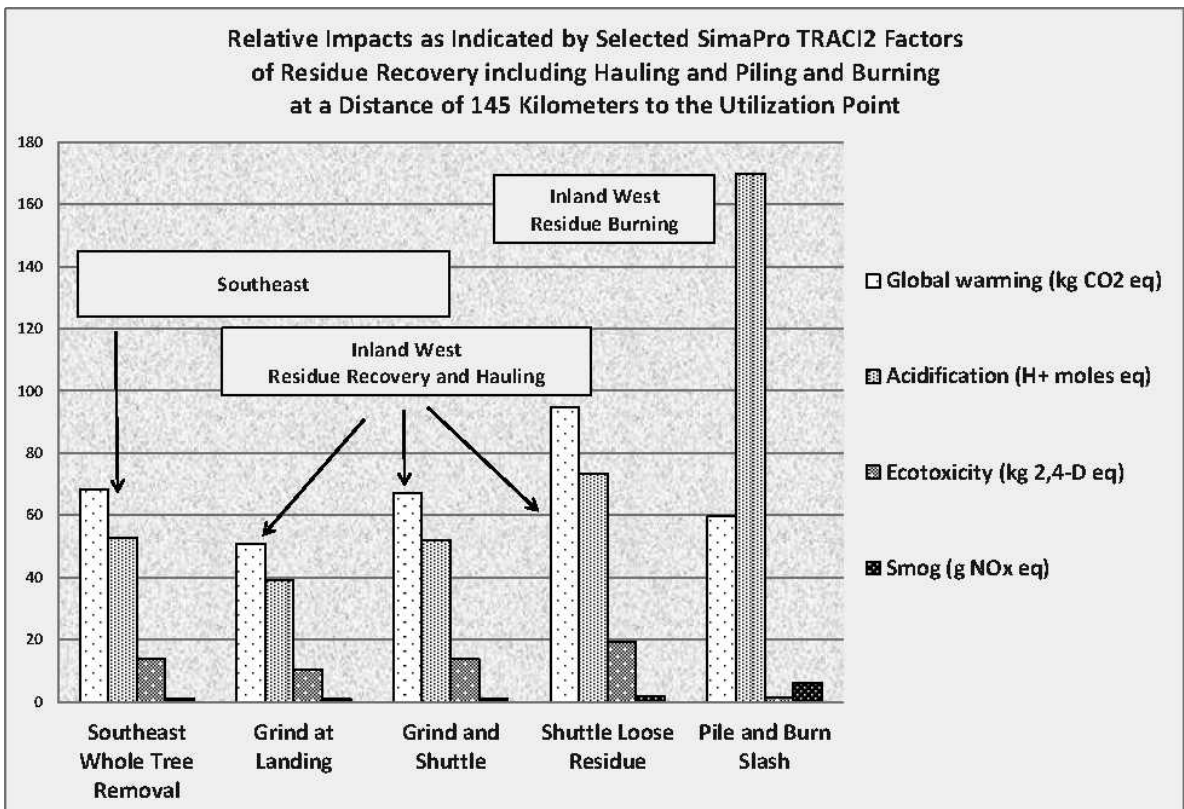 Relative Impacts as Indicated by Selected SimaPro TRACI2 Factors
of Residue Recovery including Hauling and Piling and Burning
at a Distance of 145 Kilometers to the Utilization Point
180
160
140
120
100
80
60
40
20
0
Inland West
Residue Burning
Southeast
Inland West
Residue Recovery and Hauling
Southeast
Whole Tree
Removal
Grind at
Landing
Grind and
Shuttle
Shuttle Loose
Residue
Pile and Burn
Slash
Global warming (kg CO2 eq)
Acidification (H+ moles eq)
Ecotoxicity (kg 2,4-D eq)
Smog (g NOx eq)